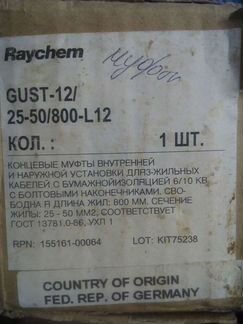 Raychem
муфты
GUST-12/
25-50/800-L12
КОЛ. : 1 ШТ.
КОНЦЕВЫЕ МУФТЫ ВНУТРЕННЕЙ
И НАРУЖНОЙ УСТАНОВКИ ДЛЯ3-ЖИЛЬНЫХ
КАБЕЛЕЙ С БУМАЖНОЙИЗОЛЯЦИЕЙ 6/10 КВ
С БОЛТОВЫМИ НАКОНЕЧНИКАМИ. СВО-
БОДНА Я ДЛИНА ЖИЛ: 800 ММ, СЕЧЕНИЕ
ЖИЛЫ: 25 - 50 ММ2, СООТВЕТСТВУЕТ
ГОСТ 13781.0-86, УХЛ 1
RPN: 155161-00064 LOT: KIT75238
COUNTRY OF ORIGIN
FED. REP. OF GERMANY